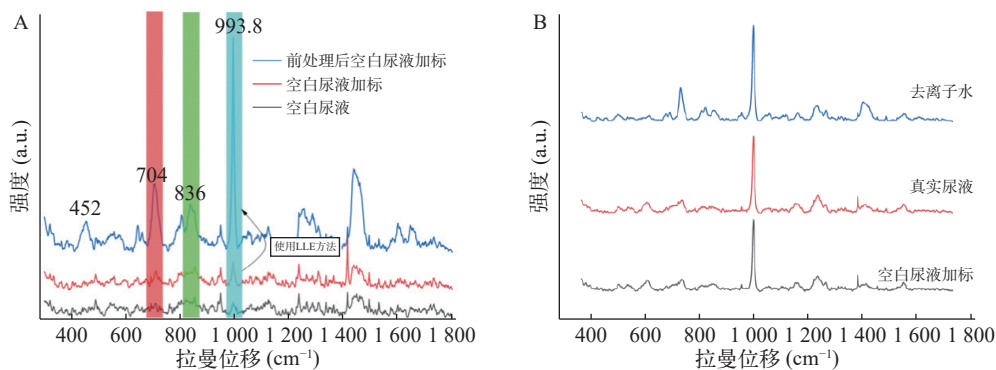 A
993.8
前处理后空白尿液加标
空白尿液加标
空白尿液
704
836
452
使用LLE方法
强度 (a.u.)
400 600 800 1 000 1 200 1 400 1 600 1 800
拉曼位移 (cm⁻¹)
B
去离子水
真实尿液
空白尿液加标
强度 (a.u.)
400 600 800 1 000 1 200 1 400 1 600 1 800
拉曼位移 (cm⁻¹)